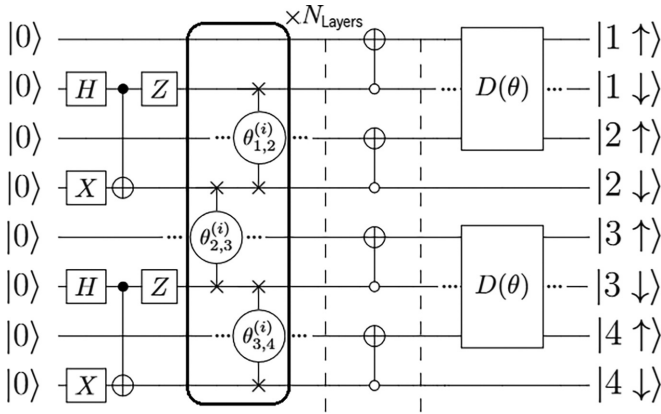 ×N_Layers
|0⟩ |1 ↑⟩
|0⟩ H Z ... D(θ) ... |1 ↓⟩
|0⟩ ... θ_{1,2}^{(i)} ... |2 ↑⟩
|0⟩ X |2 ↓⟩
|0⟩ ... θ_{2,3}^{(i)} ... |3 ↑⟩
|0⟩ H Z ... D(θ) ... |3 ↓⟩
|0⟩ ... θ_{3,4}^{(i)} ... |4 ↑⟩
|0⟩ X |4 ↓⟩